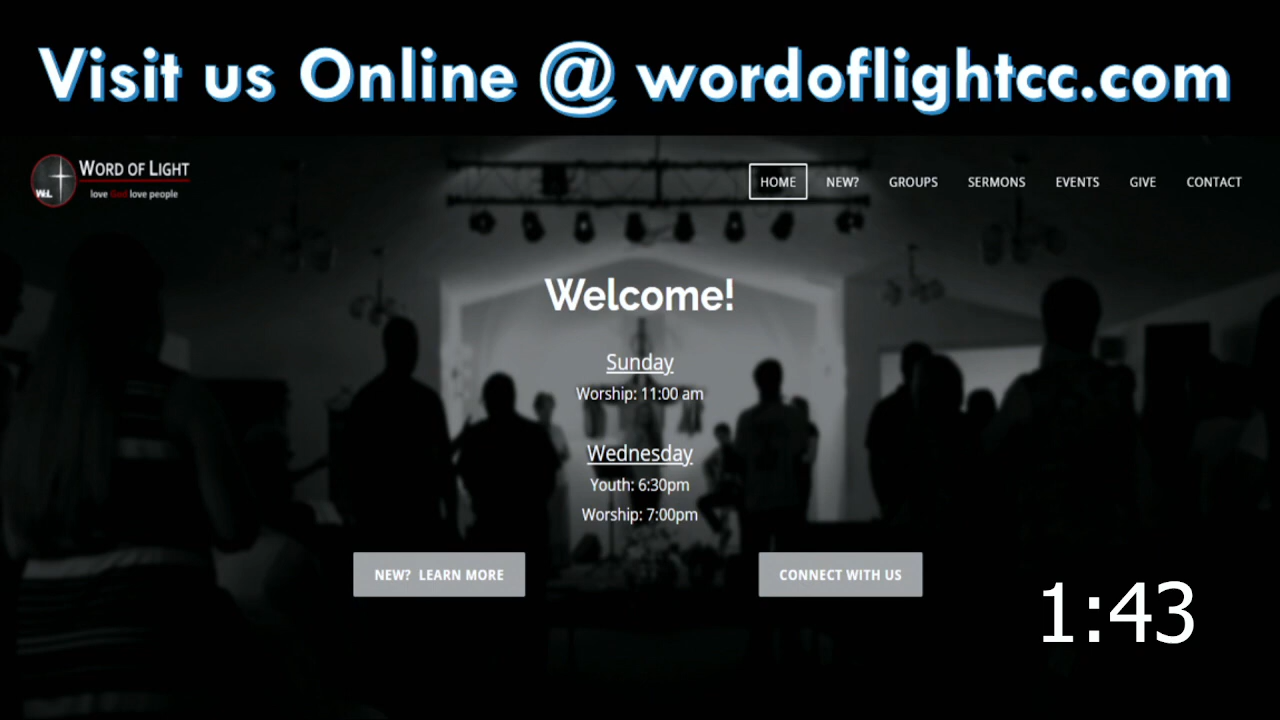 Visit us Online @ wordoflightcc.com
WORD OF LIGHT
love God love people
WoL
HOME NEW? GROUPS SERMONS EVENTS GIVE CONTACT
Welcome!
Sunday
Worship: 11:00 am
Wednesday
Youth: 6:30pm
Worship: 7:00pm
NEW? LEARN MORE CONNECT WITH US
1:43